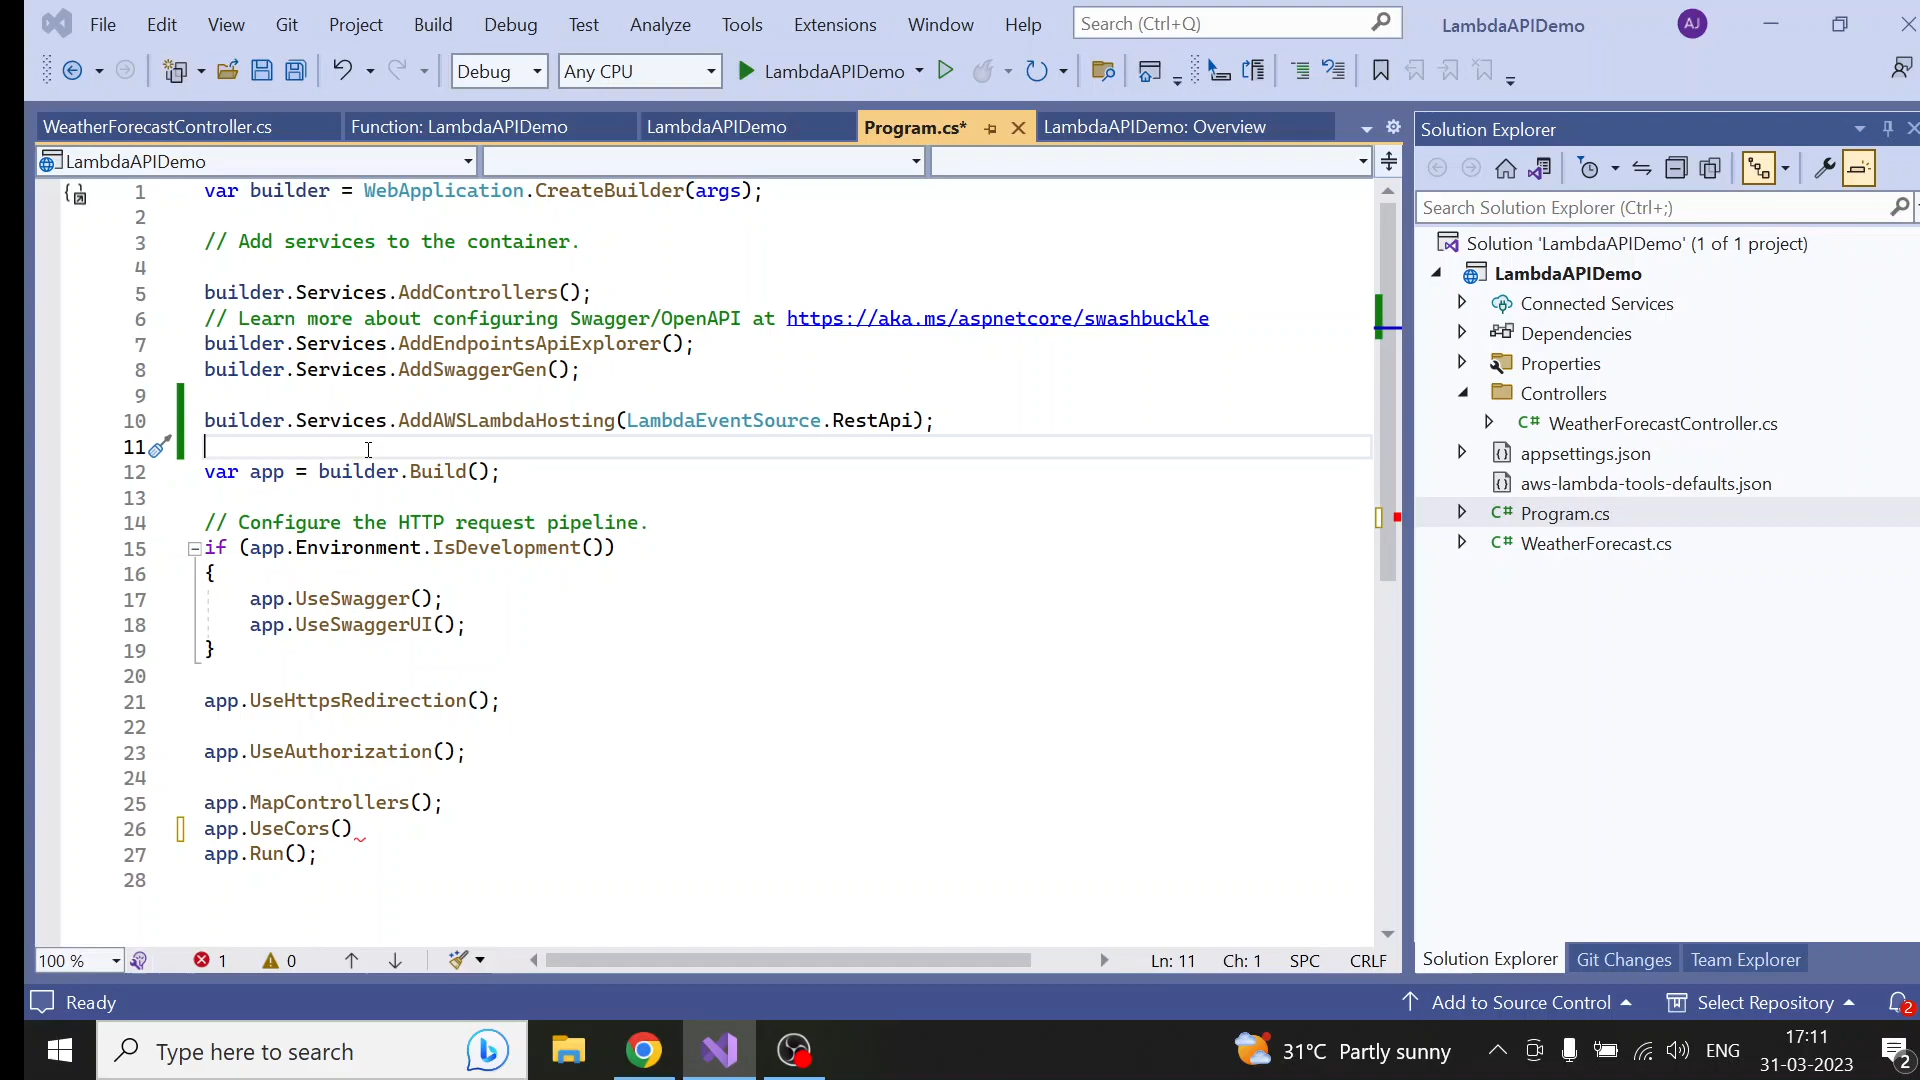 File Edit View Git Project Build Debug Test Analyze Tools Extensions Window Help Search (Ctrl+Q) LambdaAPIDemo AJ
Debug Any CPU LambdaAPIDemo
WeatherForecastController.cs Function: LambdaAPIDemo LambdaAPIDemo Program.cs* LambdaAPIDemo: Overview
LambdaAPIDemo
1 var builder = WebApplication.CreateBuilder(args);
2
3 // Add services to the container.
4
5 builder.Services.AddControllers();
6 // Learn more about configuring Swagger/OpenAPI at https://aka.ms/aspnetcore/swashbuckle
7 builder.Services.AddEndpointsApiExplorer();
8 builder.Services.AddSwaggerGen();
9
10 builder.Services.AddAWSLambdaHosting(LambdaEventSource.RestApi);
11
12 var app = builder.Build();
13
14 // Configure the HTTP request pipeline.
15 if (app.Environment.IsDevelopment())
16 {
17 app.UseSwagger();
18 app.UseSwaggerUI();
19 }
20
21 app.UseHttpsRedirection();
22
23 app.UseAuthorization();
24
25 app.MapControllers();
26 app.UseCors()
27 app.Run();
28
100 % 1 0 Ln: 11 Ch: 1 SPC CRLF
Solution Explorer
Search Solution Explorer (Ctrl+;)
Solution 'LambdaAPIDemo' (1 of 1 project)
LambdaAPIDemo
Connected Services
Dependencies
Properties
Controllers
C# WeatherForecastController.cs
appsettings.json
aws-lambda-tools-defaults.json
C# Program.cs
C# WeatherForecast.cs
Solution Explorer Git Changes Team Explorer
Ready Add to Source Control Select Repository 2
Type here to search 31°C Partly sunny ENG 17:11
31-03-2023 2